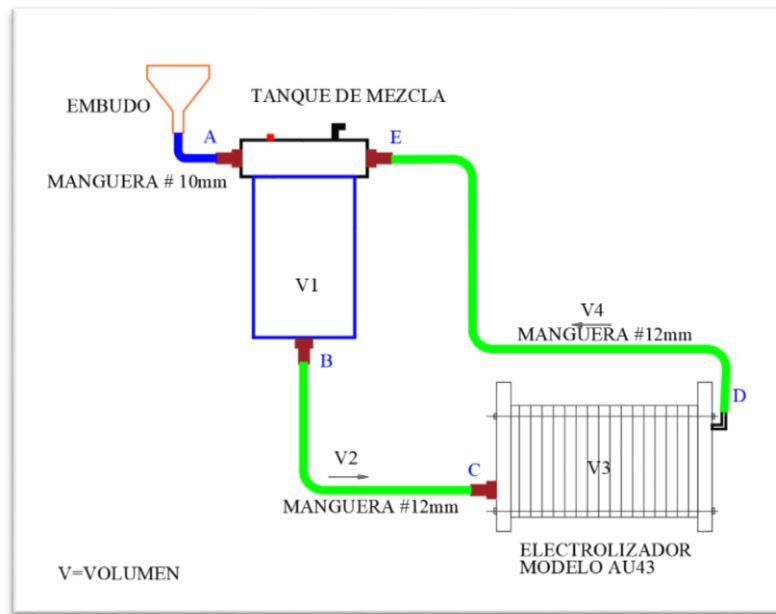 TANQUE DE MEZCLA
EMBUDO
A
E
MANGUERA # 10mm
V1
V4
MANGUERA #12mm
B
D
V2
C
V3
MANGUERA #12mm
ELECTROLIZADOR
MODELO AU43
V=VOLUMEN